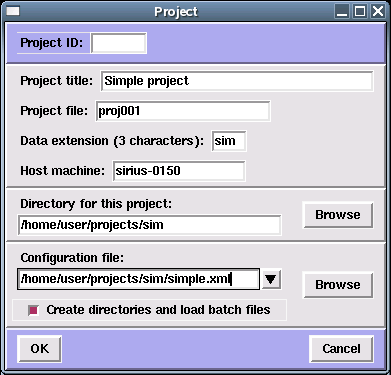 Project
Project ID:
Project title: Simple project
Project file: proj001
Data extension (3 characters): sim
Host machine: sirius-0150
Directory for this project:
/home/user/projects/sim
Browse
Configuration file:
/home/user/projects/sim/simple.xml
Browse
Create directories and load batch files
OK Cancel